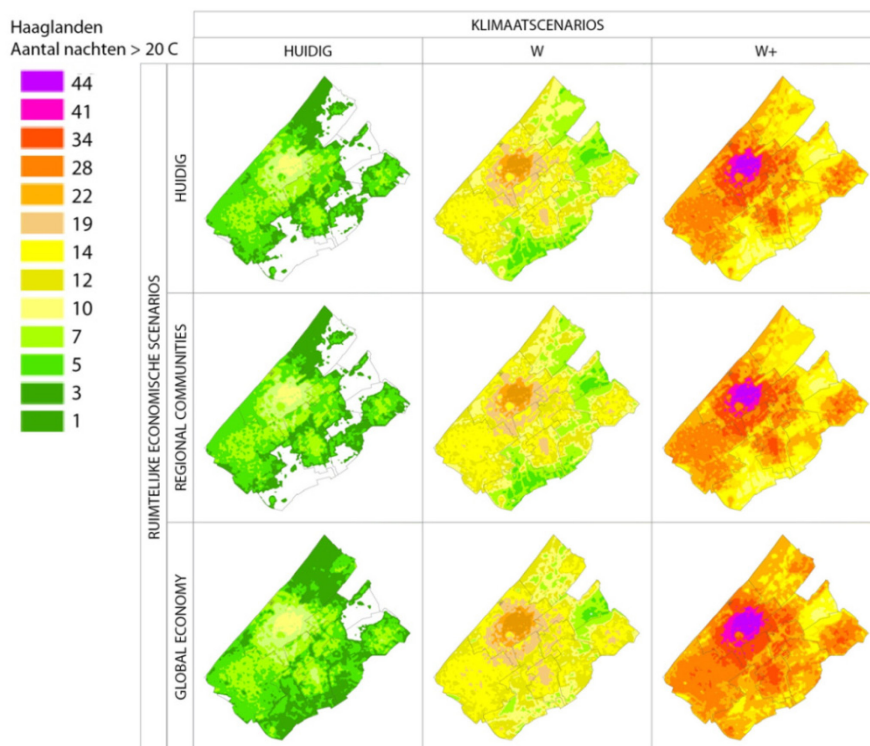 Haaglanden
Aantal nachten > 20 C
44
41
34
28
22
19
14
12
10
7
5
3
1
KLIMAATSCENARIOS
HUIDIG
W
W+
RUIMTELIJKE ECONOMISCHE SCENARIOS
HUIDIG
REGIONAL COMMUNITIES
GLOBAL ECONOMY